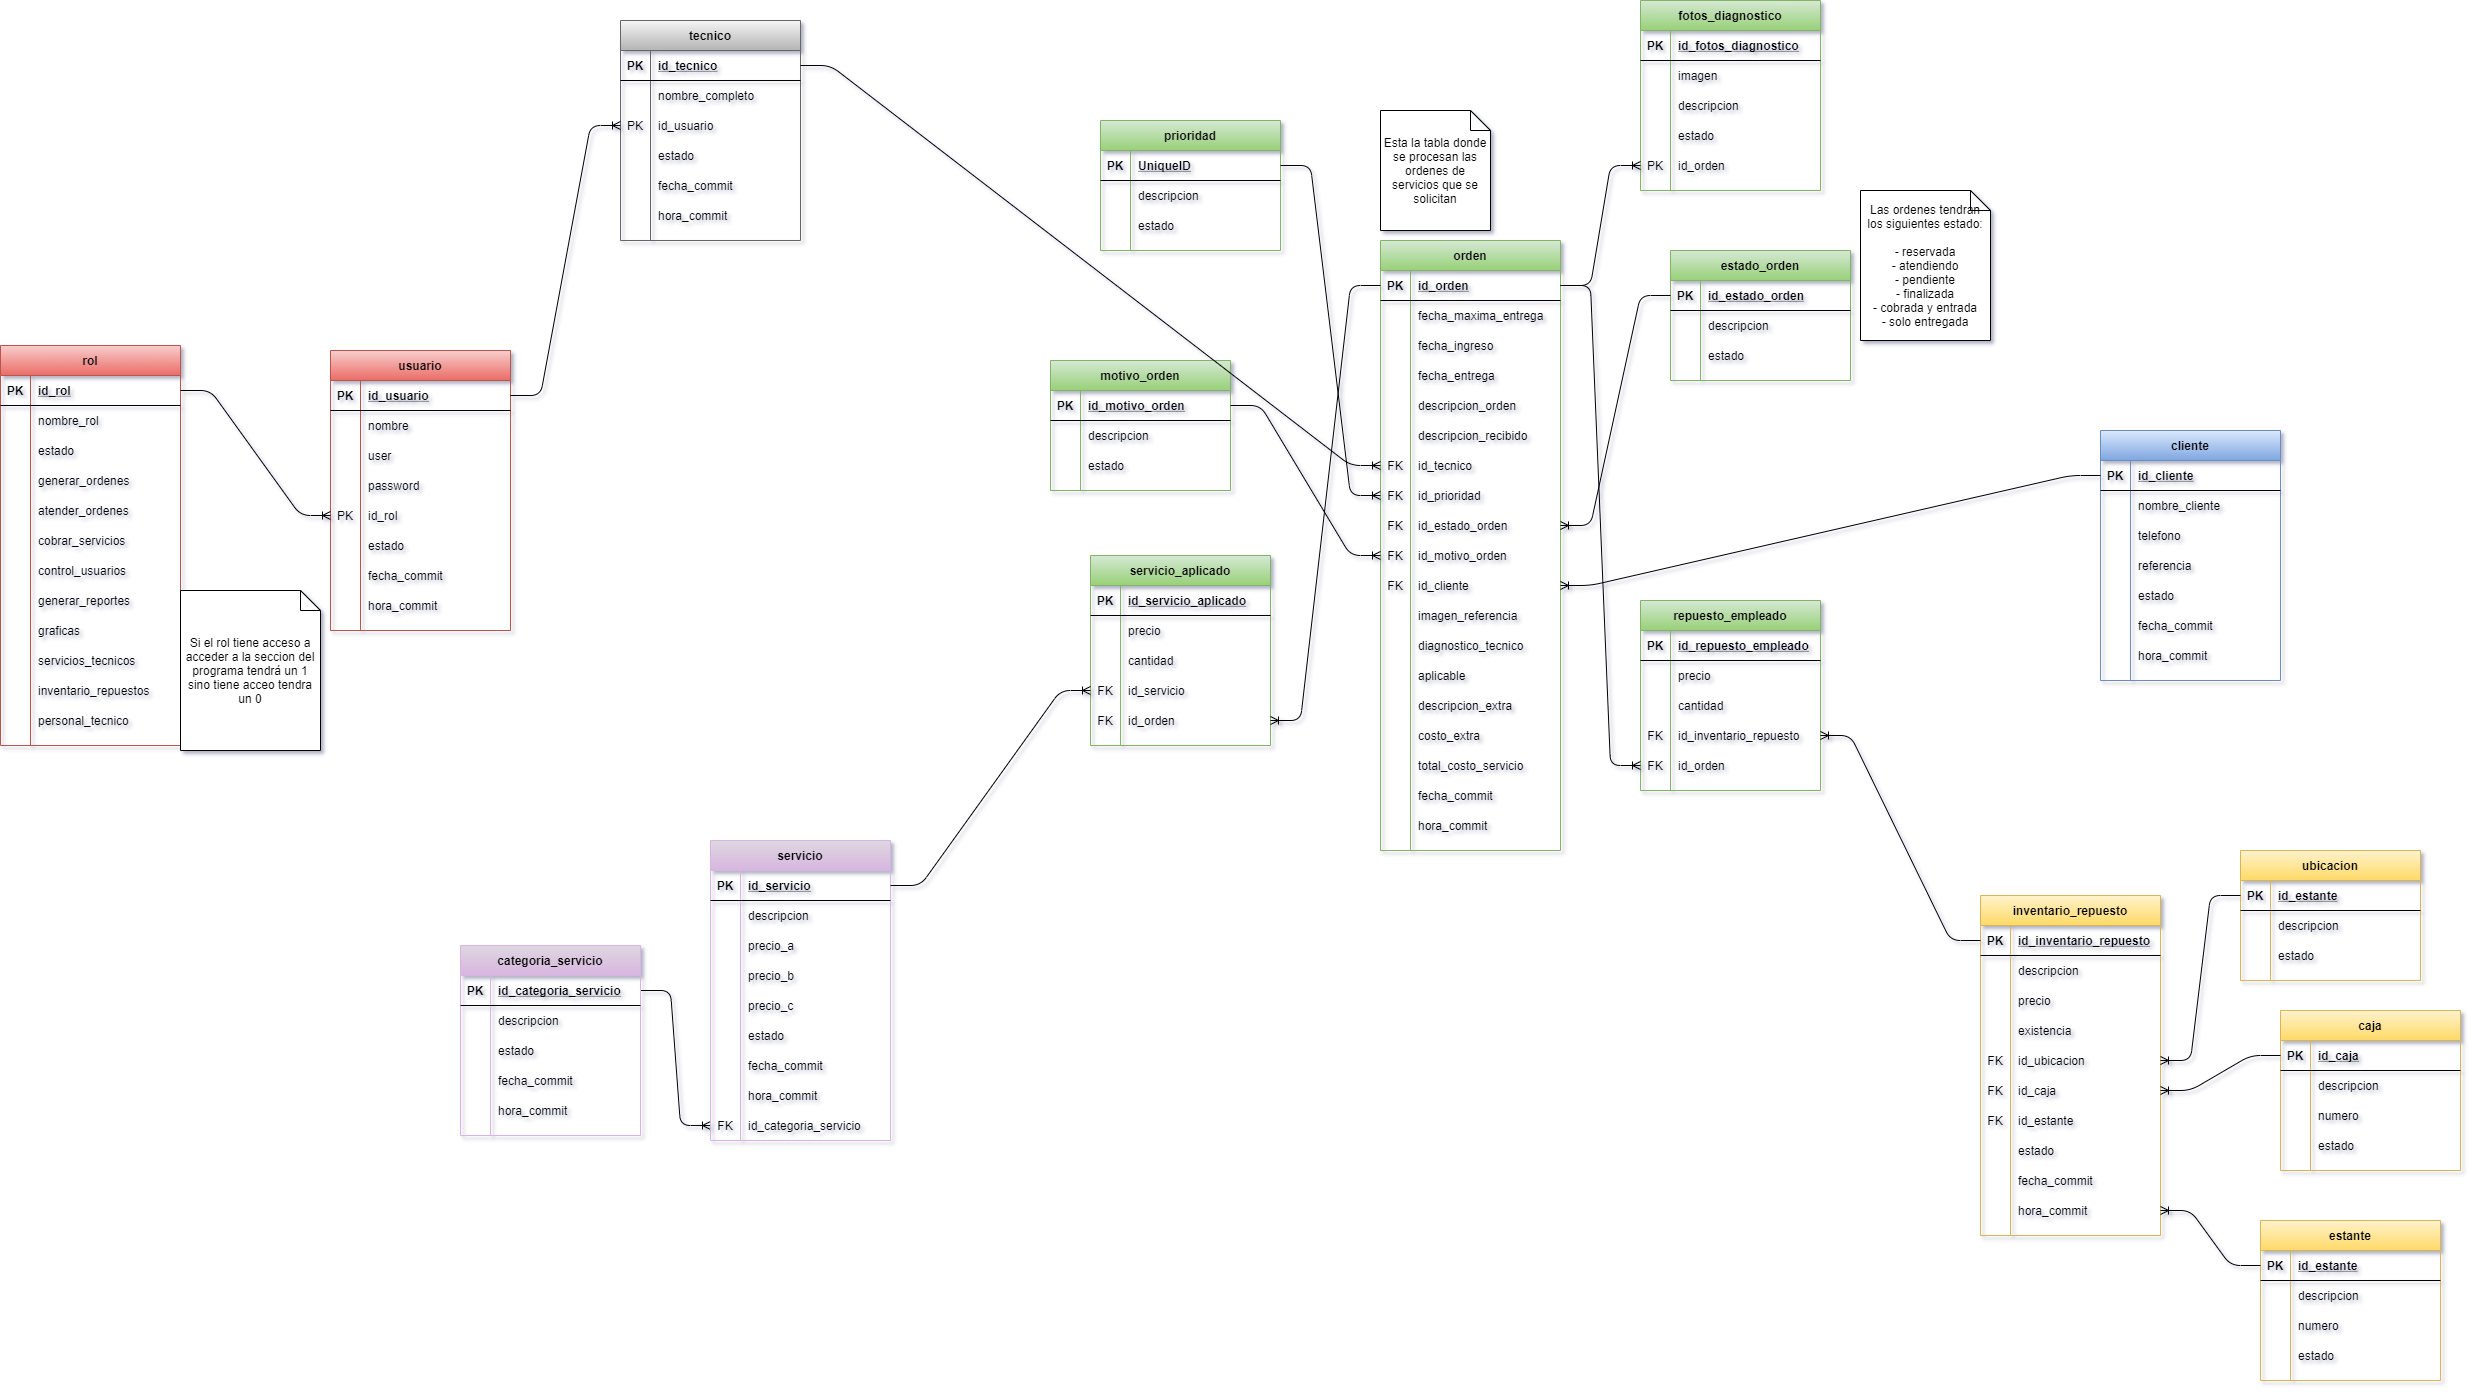 tecnico
PK id_tecnico
nombre_completo
PK id_usuario
estado
fecha_commit
hora_commit
fotos_diagnostico
PK id_fotos_diagnostico
imagen
descripcion
estado
PK id_orden
prioridad
PK UniqueID
descripcion
estado
Esta la tabla donde
se procesan las
ordenes de
servicios que se
solicitan
Las ordenes tendran
los siguientes estado:
- reservada
- atendiendo
- pendiente
- finalizada
- cobrada y entrada
- solo entregada
orden
PK id_orden
fecha_maxima_entrega
fecha_ingreso
fecha_entrega
descripcion_orden
descripcion_recibido
FK id_tecnico
FK id_prioridad
FK id_estado_orden
FK id_motivo_orden
FK id_cliente
imagen_referencia
diagnostico_tecnico
aplicable
descripcion_extra
costo_extra
total_costo_servicio
fecha_commit
hora_commit
estado_orden
PK id_estado_orden
descripcion
estado
rol
PK id_rol
nombre_rol
estado
generar_ordenes
atender_ordenes
cobrar_servicios
control_usuarios
generar_reportes
graficas
servicios_tecnicos
inventario_repuestos
personal_tecnico
Si el rol tiene acceso a
acceder a la seccion del
programa tendrá un 1
sino tiene acceo tendra
un 0
usuario
PK id_usuario
nombre
user
password
PK id_rol
estado
fecha_commit
hora_commit
motivo_orden
PK id_motivo_orden
descripcion
estado
cliente
PK id_cliente
nombre_cliente
telefono
referencia
estado
fecha_commit
hora_commit
servicio_aplicado
PK id_servicio_aplicado
precio
cantidad
FK id_servicio
FK id_orden
repuesto_empleado
PK id_repuesto_empleado
precio
cantidad
FK id_inventario_repuesto
FK id_orden
servicio
PK id_servicio
descripcion
precio_a
precio_b
precio_c
estado
fecha_commit
hora_commit
FK id_categoria_servicio
categoria_servicio
PK id_categoria_servicio
descripcion
estado
fecha_commit
hora_commit
inventario_repuesto
PK id_inventario_repuesto
descripcion
precio
existencia
FK id_ubicacion
FK id_caja
FK id_estante
estado
fecha_commit
hora_commit
ubicacion
PK id_estante
descripcion
estado
caja
PK id_caja
descripcion
numero
estado
estante
PK id_estante
descripcion
numero
estado